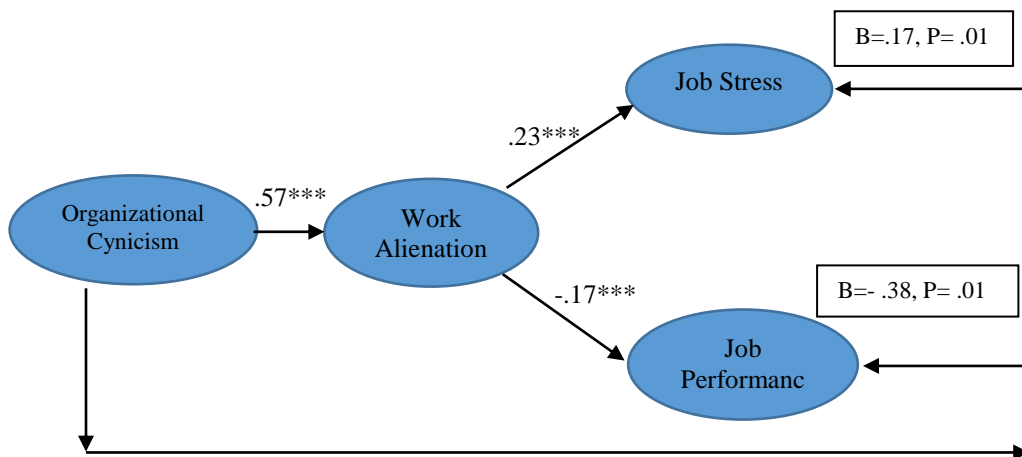 B=.17, P= .01
Job Stress
.23***
.57***
Organizational
Cynicism
Work
Alienation
-.17***
B=- .38, P= .01
Job
Performanc